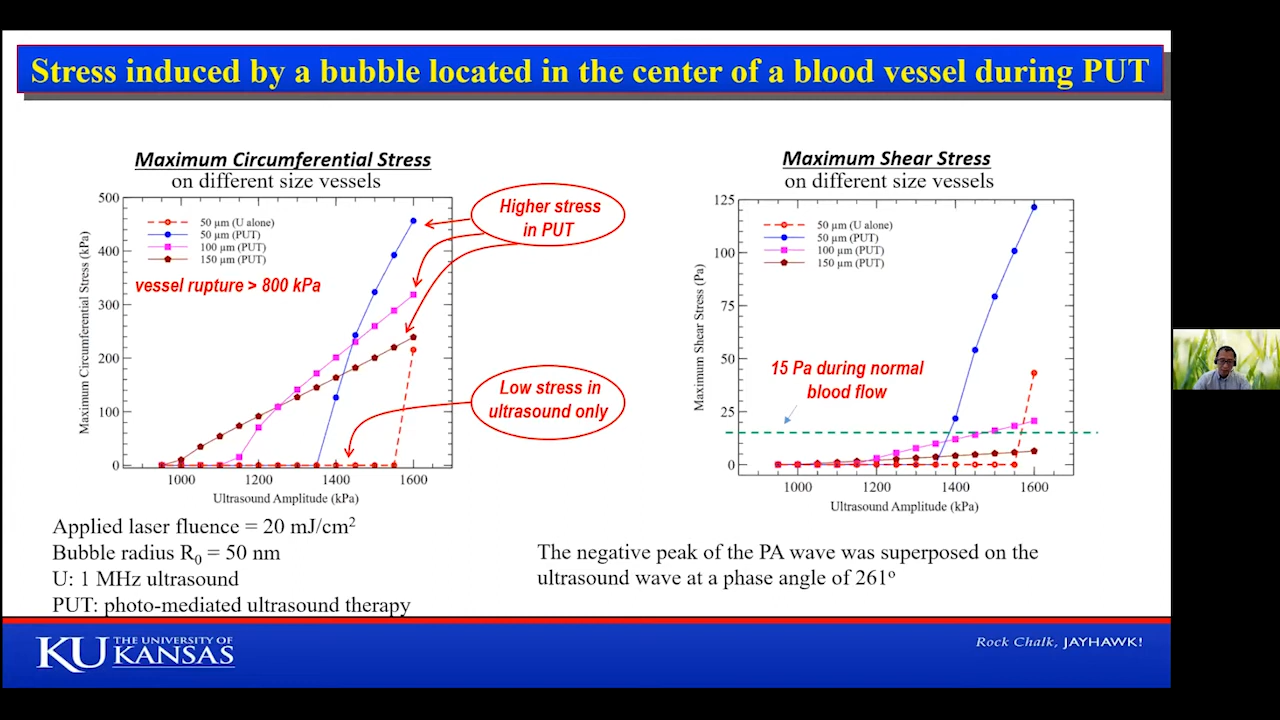 Stress induced by a bubble located in the center of a blood vessel during PUT
Maximum Circumferential Stress
on different size vessels
500
400
300
200
100
0
Maximum Circumferential Stress (kPa)
50 µm (U alone)
50 µm (PUT)
100 µm (PUT)
150 µm (PUT)
vessel rupture > 800 kPa
1000
1200
1400
1600
Ultrasound Amplitude (kPa)
Higher stress
in PUT
Low stress in
ultrasound only
Maximum Shear Stress
on different size vessels
125
100
75
50
25
0
Maximum Shear Stress (Pa)
50 µm (U alone)
50 µm (PUT)
100 µm (PUT)
150 µm (PUT)
15 Pa during normal
blood flow
1000
1200
1400
1600
Ultrasound Amplitude (kPa)
Applied laser fluence = 20 mJ/cm²
Bubble radius R₀ = 50 nm
U: 1 MHz ultrasound
PUT: photo-mediated ultrasound therapy
The negative peak of the PA wave was superposed on the
ultrasound wave at a phase angle of 261º
KU THE UNIVERSITY OF
KANSAS
Rock Chalk, JAYHAWK!